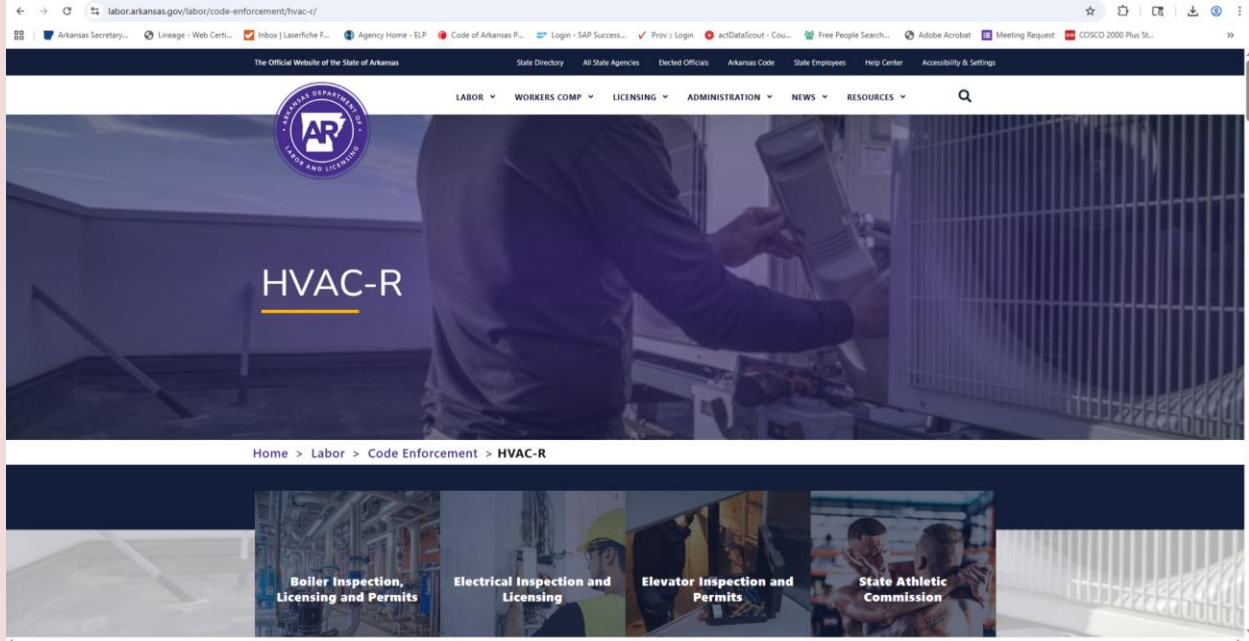 labor.arkansas.gov/labor/code-enforcement/hvac-r/
Arkansas Secretary... Lineage - Web Certi... Inbox | Laserfiche F... Agency Home - ELP Code of Arkansas P... Login - SAP Success... Prov :: Login actDataScout - Cou... Free People Search... Adobe Acrobat Meeting Request COSCO 2000 Plus St... »
The Official Website of the State of Arkansas State Directory All State Agencies Elected Officials Arkansas Code State Employees Help Center Accessibility & Settings
LABOR WORKERS COMP LICENSING ADMINISTRATION NEWS RESOURCES
ARKANSAS DEPARTMENT OF
AR
LABOR AND LICENSING
HVAC-R
Home > Labor > Code Enforcement > HVAC-R
Boiler Inspection, Electrical Inspection and Elevator Inspection and State Athletic
Licensing and Permits Licensing Permits Commission